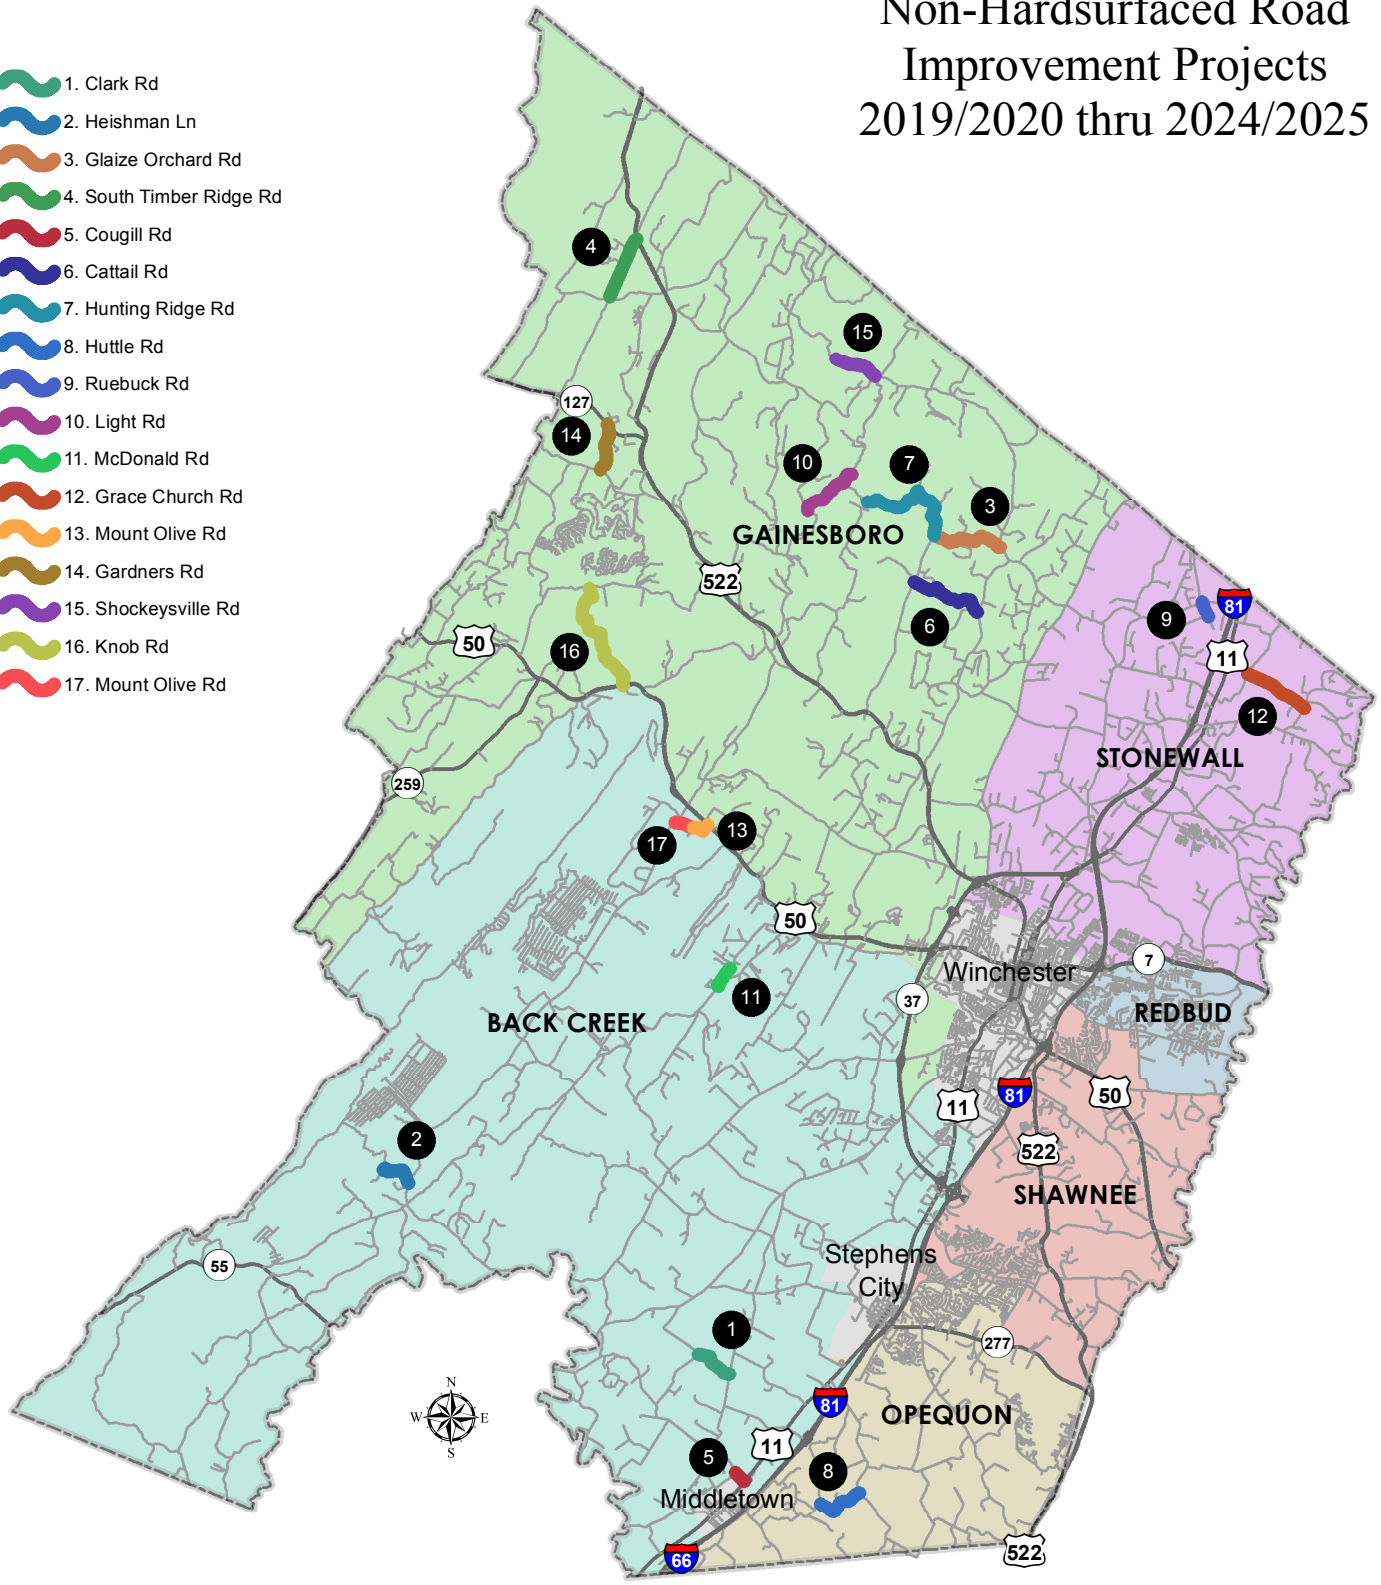 Non-Hardsurfaced Road
Improvement Projects
2019/2020 thru 2024/2025
1. Clark Rd
2. Heishman Ln
3. Glaize Orchard Rd
4. South Timber Ridge Rd
5. Cougill Rd
6. Cattail Rd
7. Hunting Ridge Rd
8. Huttle Rd
9. Ruebuck Rd
10. Light Rd
11. McDonald Rd
12. Grace Church Rd
13. Mount Olive Rd
14. Gardners Rd
15. Shockeysville Rd
16. Knob Rd
17. Mount Olive Rd
4
15
127
14
10
7
3
GAINESBORO
522
6
9
81
11
50
16
12
STONEWALL
259
17
13
50
Winchester
7
11
37
REDBUD
BACK CREEK
81
50
11
2
522
SHAWNEE
Stephens
City
55
1
277
81
OPEQUON
11
5
8
Middletown
66
522
N
W
E
S